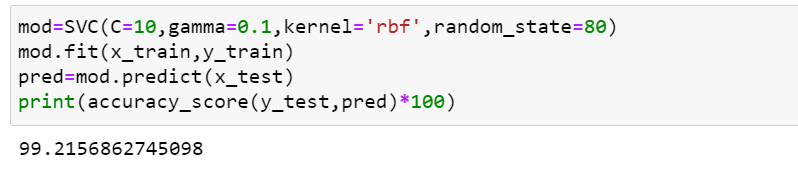 mod=SVC(C=10,gamma=0.1,kernel='rbf',random_state=80)
mod.fit(x_train,y_train)
pred=mod.predict(x_test)
print(accuracy_score(y_test,pred)*100)
99.2156862745098